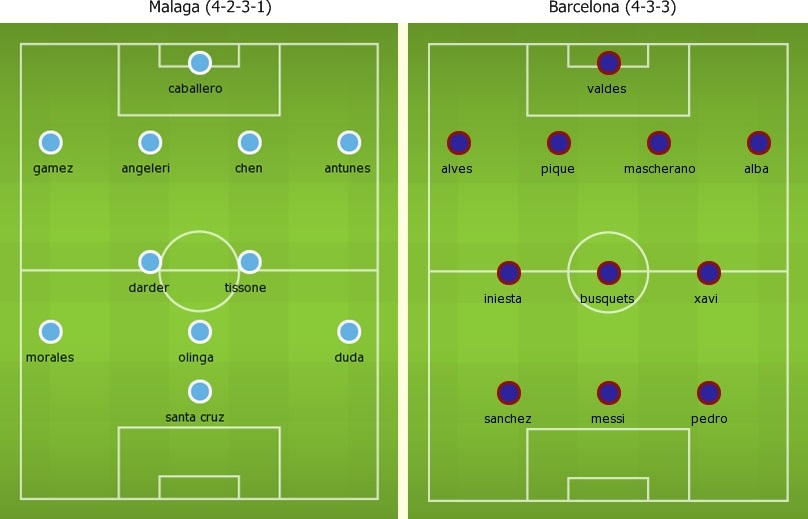 Malaga (4-2-3-1)
caballero
gamez angeleri chen antunes
darder tissone
morales olinga duda
santa cruz
Barcelona (4-3-3)
valdes
alves pique mascherano alba
iniesta busquets xavi
sanchez messi pedro